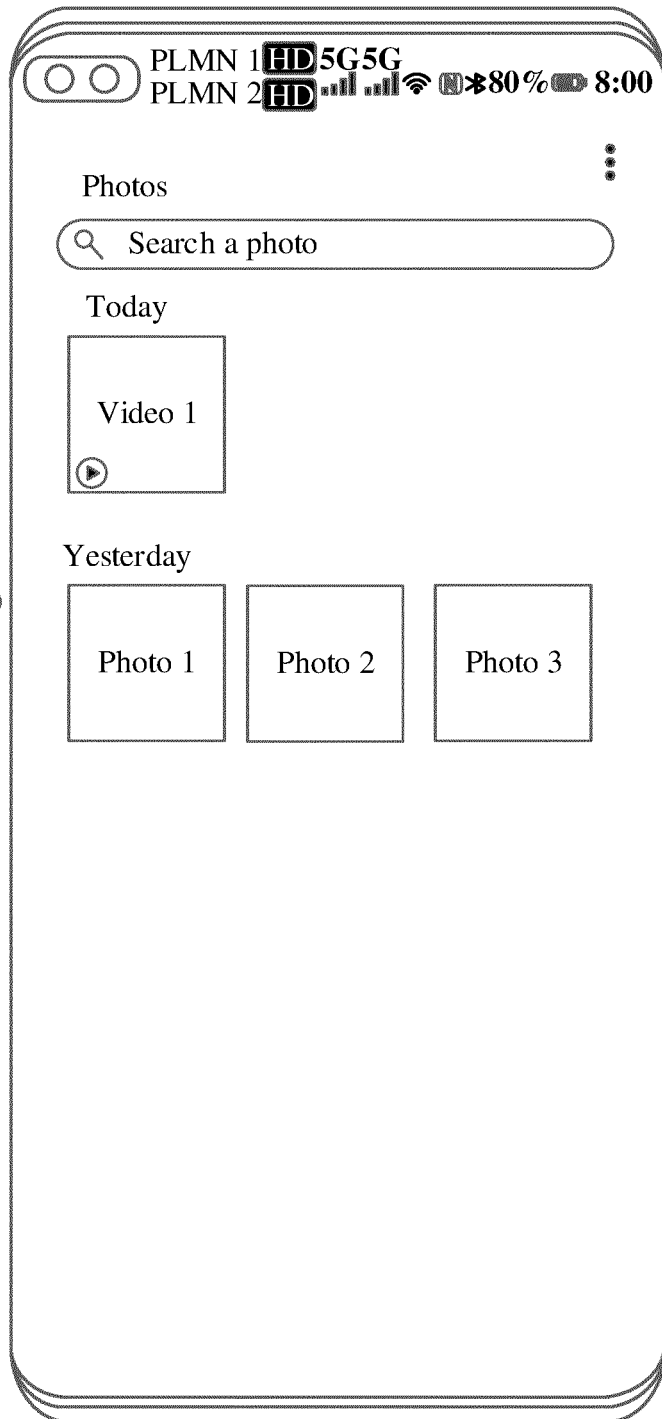 PLMN 1 HD 5G 5G
PLMN 2 HD N 80% 8:00
Photos
Search a photo
Today
Video 1
Yesterday
Photo 1 Photo 2 Photo 3